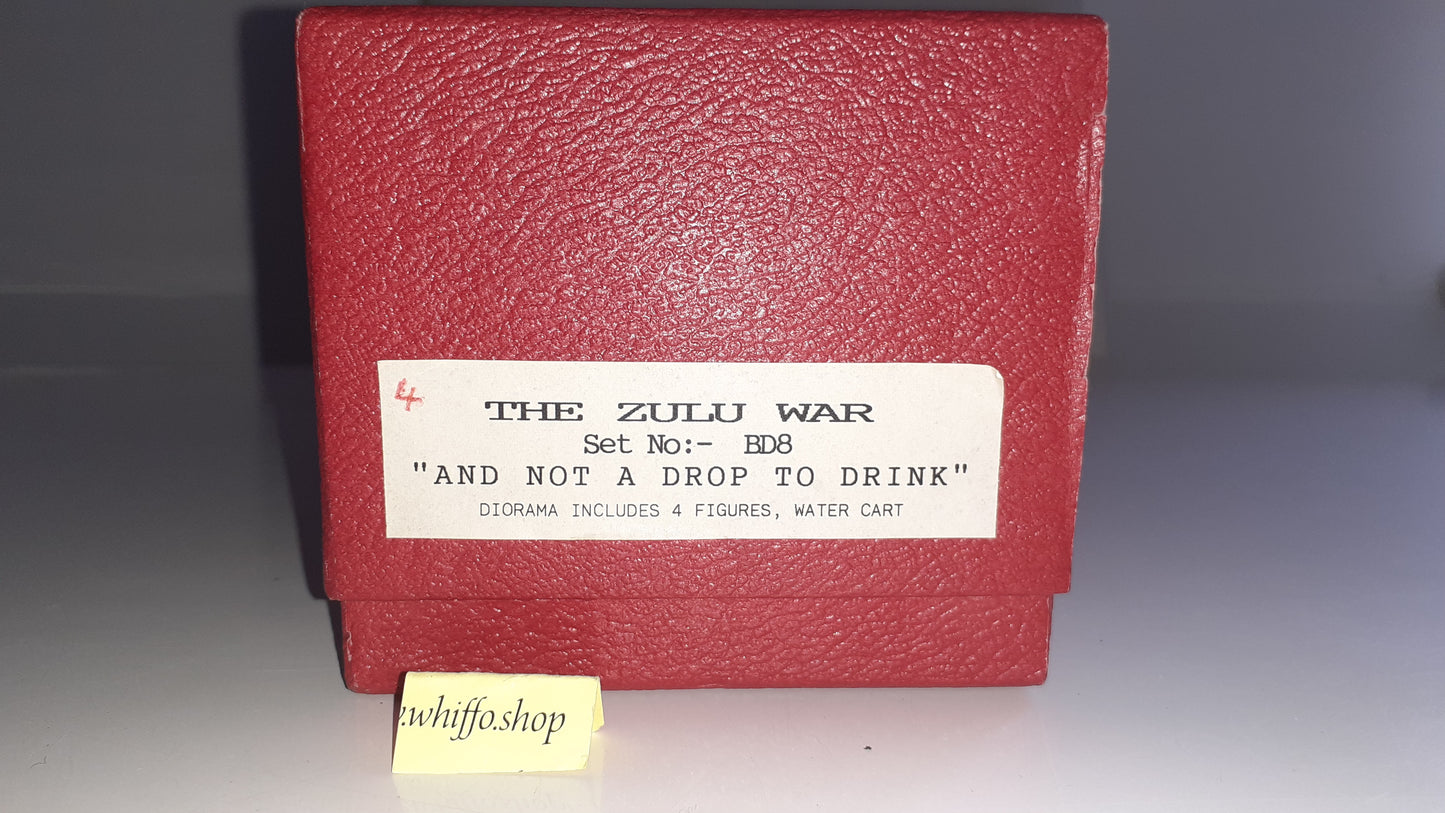 4
THE ZULU WAR
Set No:- BD8
"AND NOT A DROP TO DRINK"
DIORAMA INCLUDES 4 FIGURES, WATER CART
.whiffo.shop